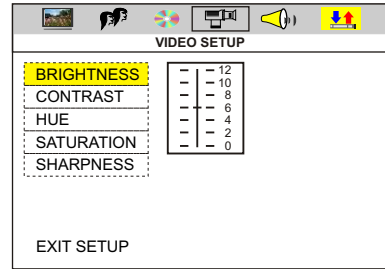 VIDEO SETUP
BRIGHTNESS
CONTRAST
HUE
SATURATION
SHARPNESS
12
10
8
6
4
2
0
EXIT SETUP